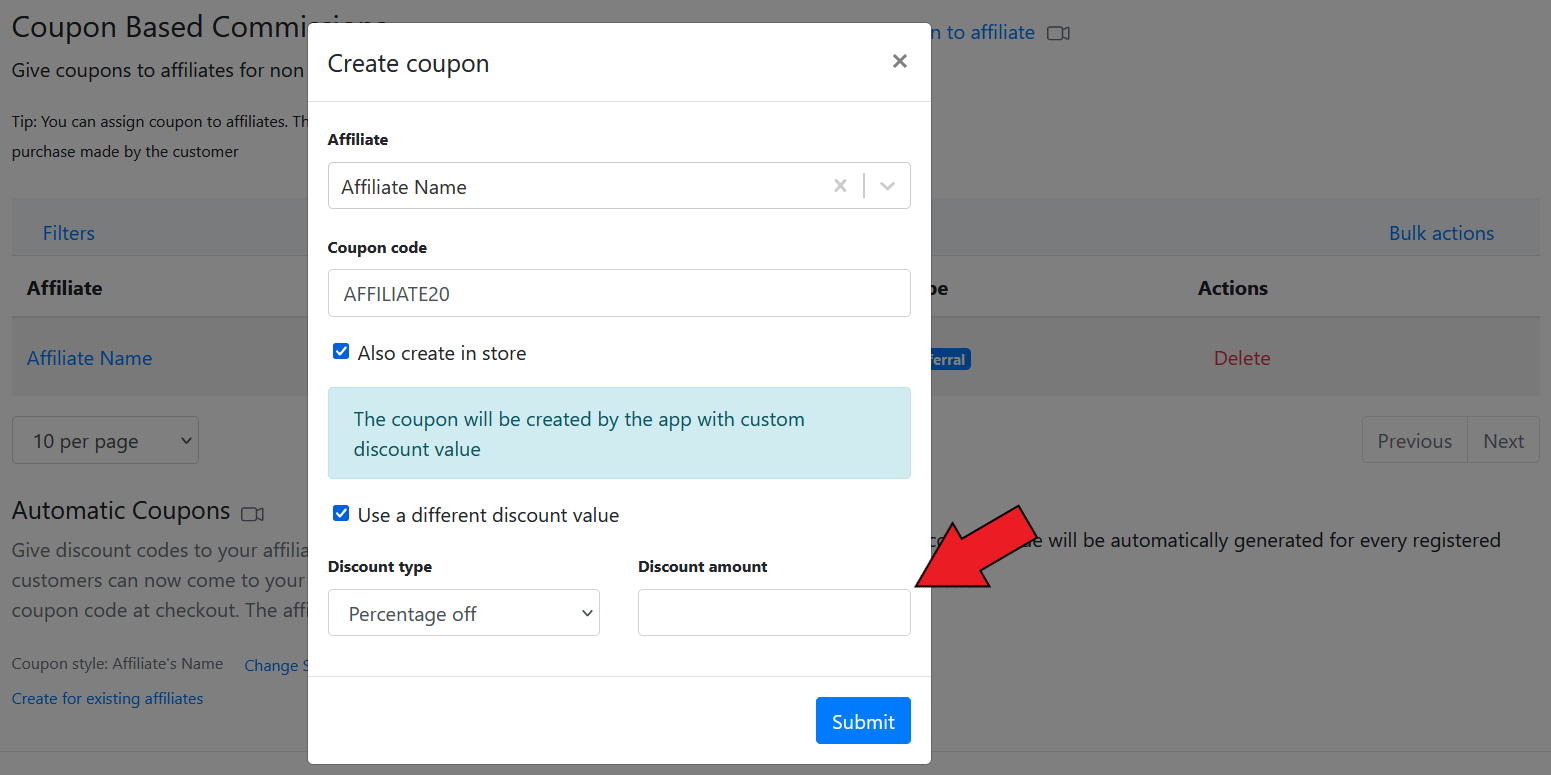 Coupon Based Commissions
n to affiliate
Give coupons to affiliates for non
Tip: You can assign coupon to affiliates. Th
purchase made by the customer
Create coupon
Affiliate
Affiliate Name
Coupon code
AFFILIATE20
Also create in store
The coupon will be created by the app with custom
discount value
Use a different discount value
Discount type
Discount amount
Percentage off
Submit
Filters
Bulk actions
Affiliate
Actions
Affiliate Name
Delete
10 per page
Previous
Next
Automatic Coupons
Give discount codes to your affilia
customers can now come to your
coupon code at checkout. The affi
will be automatically generated for every registered
Coupon style: Affiliate's Name
Change S
Create for existing affiliates